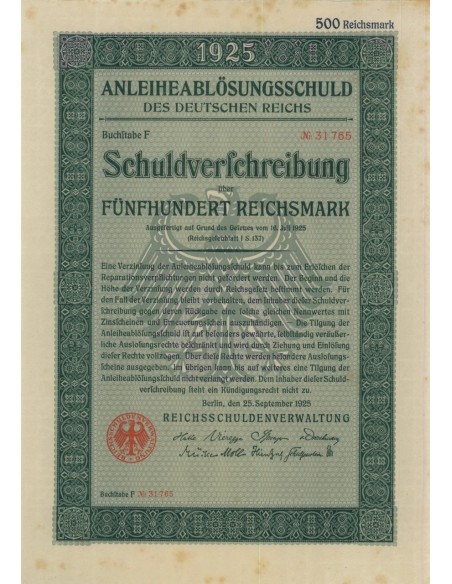 500 Reichsmark
1925
ANLEIHEABLÖSUNGSSCHULD
DES DEUTSCHEN REICHS
Buchſtabe F
№ 31765
Schuldverſchreibung
über
FÜNFHUNDERT REICHSMARK
Ausgefertigt auf Grund des Geſetzes vom 16. Juli 1925
(Reichsgeſetzblatt I S. 137)
Eine Verzinſung der Anleiheablöſungsſchuld kann bis zum Erlöſchen der
Reparationsverpflichtungen nicht gefordert werden. Der Beginn und die
Höhe der Verzinſung werden durch Reichsgeſetz beſtimmt werden. Für
den Fall der Verzinſung bleibt vorbehalten, dem Inhaber dieſer Schuldver-
ſchreibung gegen deren Rückgabe eine ſolche gleichen Nennwertes mit
Zinsſcheinen und Erneuerungsſchein auszuhändigen. Die Tilgung der
Anleiheablöſungsſchuld iſt auf beſonders gewährte, ſelbſtändig veräußer-
liche Ausloſungsrechte beſchränkt und wird durch Ziehung und Einlöſung
dieſer Rechte vollzogen. Über dieſe Rechte werden beſondere Ausloſungs-
ſcheine ausgegeben. Im übrigen kann bis auf weiteres eine Tilgung der
Anleiheablöſungsſchuld nicht verlangt werden. Dem Inhaber dieſer Schuld-
verſchreibung ſteht ein Kündigungsrecht nicht zu.
Berlin, den 25. September 1925
REICHSSCHULDENVERWALTUNG
Buchſtabe F № 31765